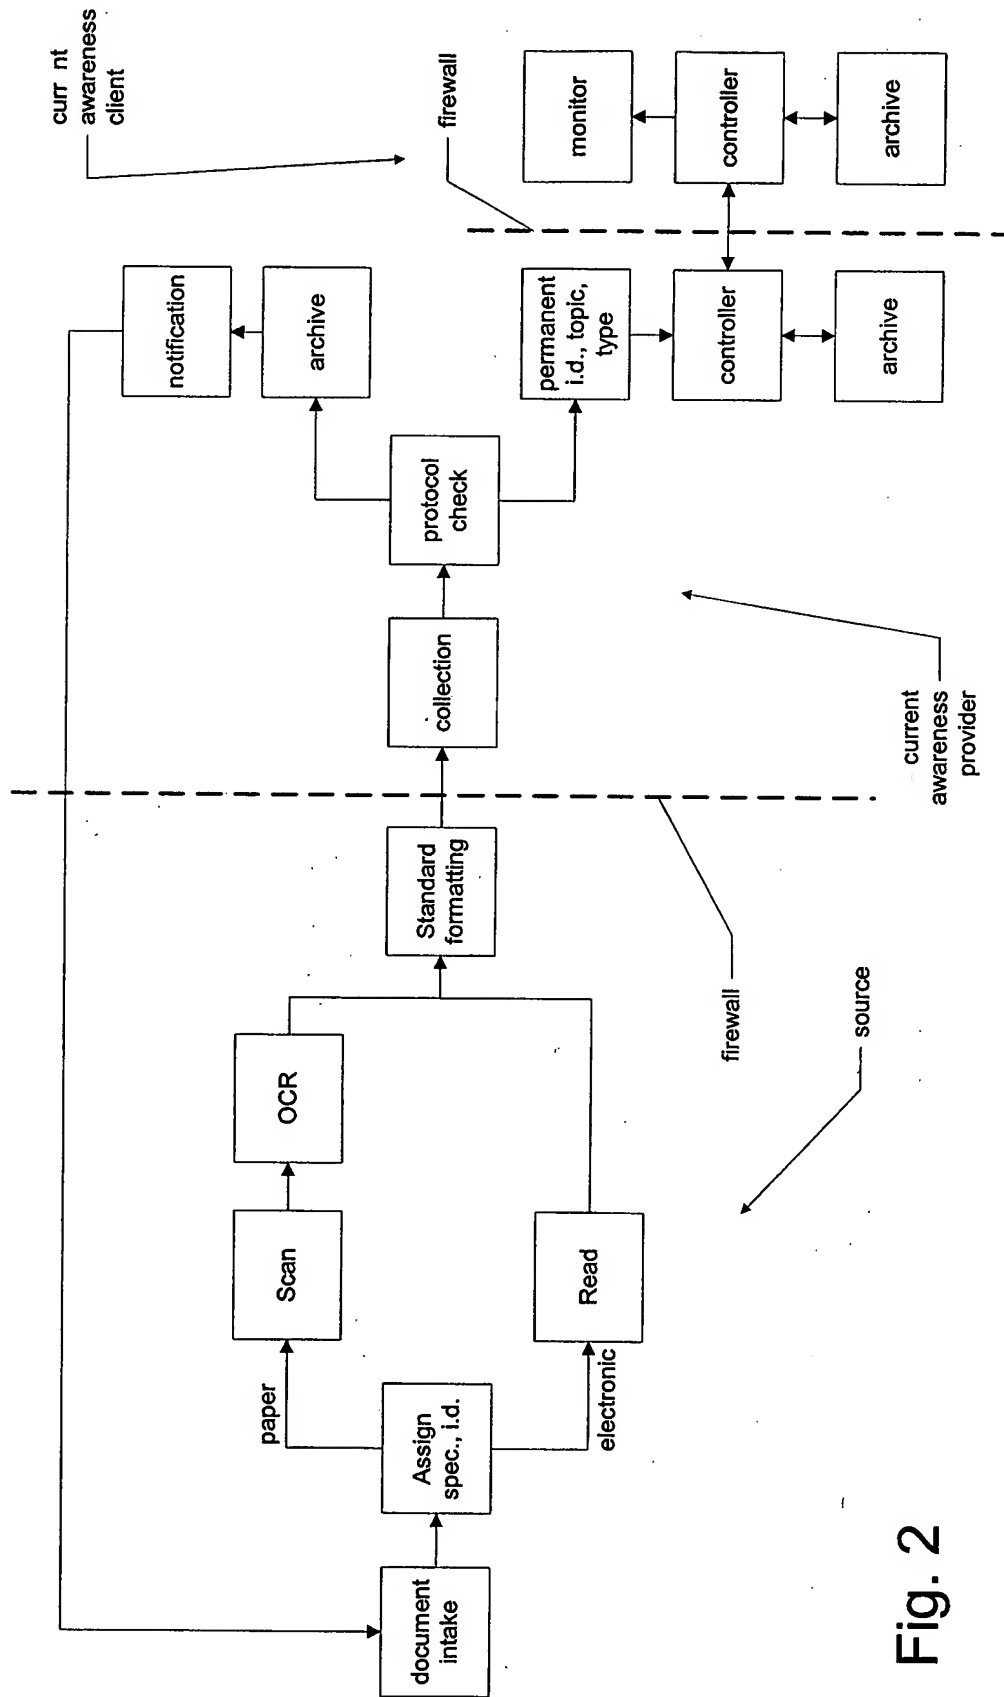 document
intake
Assign
spec., i.d.
paper
electronic
Scan
OCR
Read
Standard
formatting
source
firewall
collection
protocol
check
current
awareness
provider
notification
archive
permanent
i.d., topic,
type
controller
archive
curr nt
awareness
client
firewall
monitor
controller
archive
Fig. 2